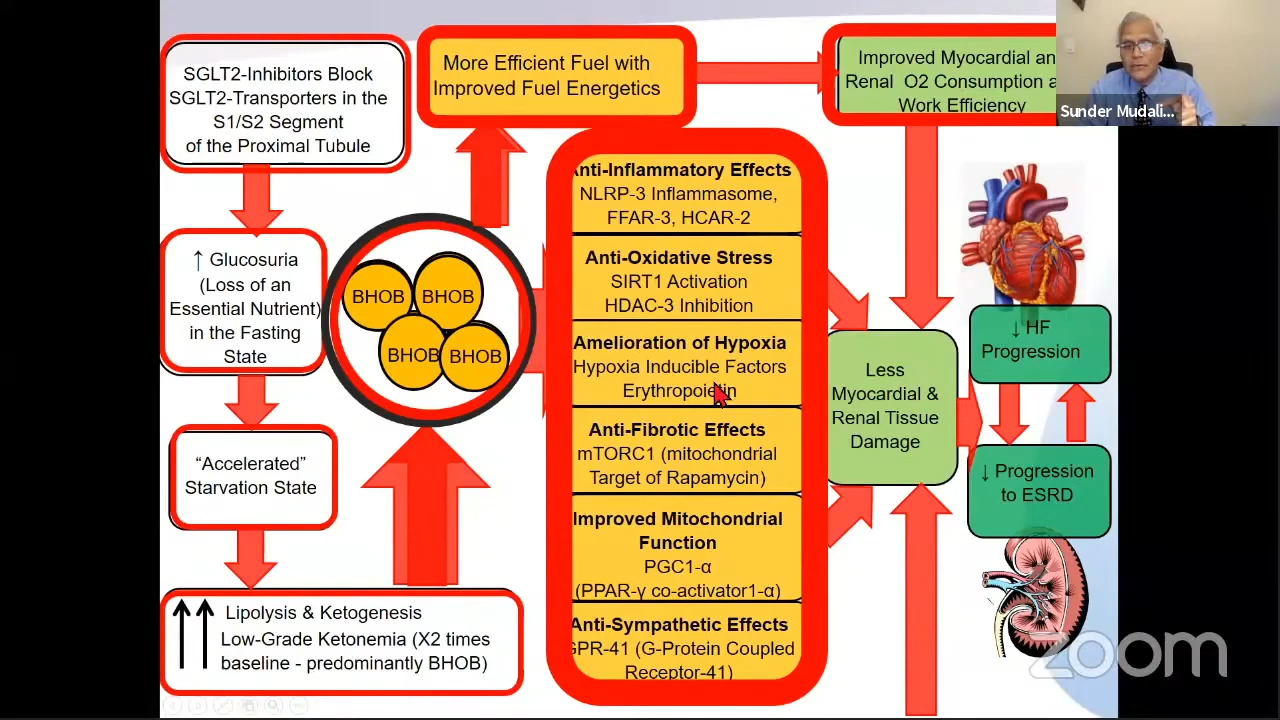 SGLT2-Inhibitors Block
SGLT2-Transporters in the
S1/S2 Segment
of the Proximal Tubule
↑ Glucosuria
(Loss of an
Essential Nutrient)
in the Fasting
State
“Accelerated”
Starvation State
Lipolysis & Ketogenesis
Low-Grade Ketonemia (X2 times
baseline - predominantly BHOB)
BHOB
BHOB
BHOB
BHOB
More Efficient Fuel with
Improved Fuel Energetics
nti-Inflammatory Effects
NLRP-3 Inflammasome,
FFAR-3, HCAR-2
Anti-Oxidative Stress
SIRT1 Activation
HDAC-3 Inhibition
Amelioration of Hypoxia
Hypoxia Inducible Factors
Erythropoietin
Anti-Fibrotic Effects
mTORC1 (mitochondrial
Target of Rapamycin)
Improved Mitochondrial
Function
PGC1-α
(PPAR-γ co-activator1-α)
Anti-Sympathetic Effects
GPR-41 (G-Protein Coupled
Receptor-41)
Improved Myocardial an
Renal O2 Consumption a
Work Efficiency
Less
Myocardial &
Renal Tissue
Damage
↓ HF
Progression
↓ Progression
to ESRD
Sunder Mudali...
zoom